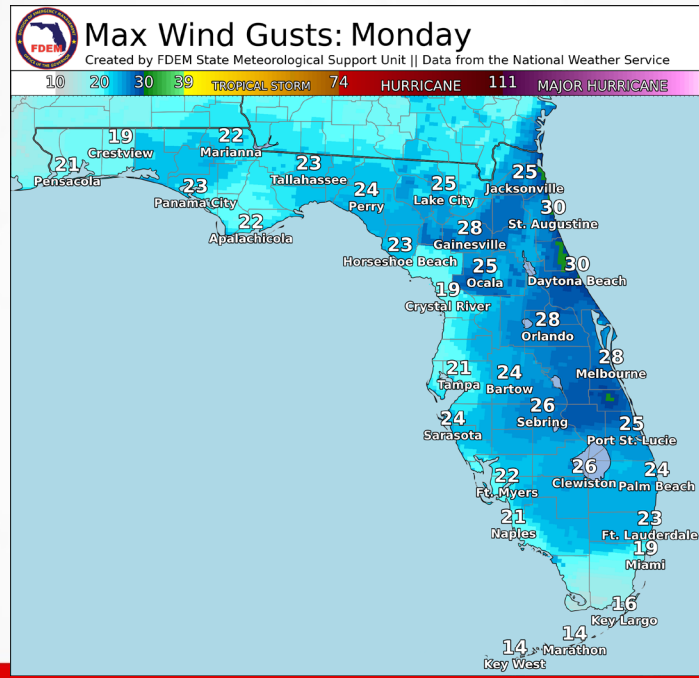 FDEM
Max Wind Gusts: Monday
Created by FDEM State Meteorological Support Unit || Data from the National Weather Service
10 20 30 39 TROPICAL STORM 74 HURRICANE 111 MAJOR HURRICANE
19
Crestview
22
Marianna
21
Pensacola
23
Tallahassee
25
Jacksonville
23
Panama City
24
Perry
25
Lake City
22
Apalachicola
30
St. Augustine
28
Gainesville
23
Horseshoe Beach
25
Ocala
30
Daytona Beach
19
Crystal River
28
Orlando
28
Melbourne
21
Tampa
24
Bartow
26
Sebring
24
Sarasota
25
Port St. Lucie
26
Clewiston
24
Palm Beach
22
Ft. Myers
21
Naples
23
Ft. Lauderdale
19
Miami
16
Key Largo
14
Marathon
14
Key West